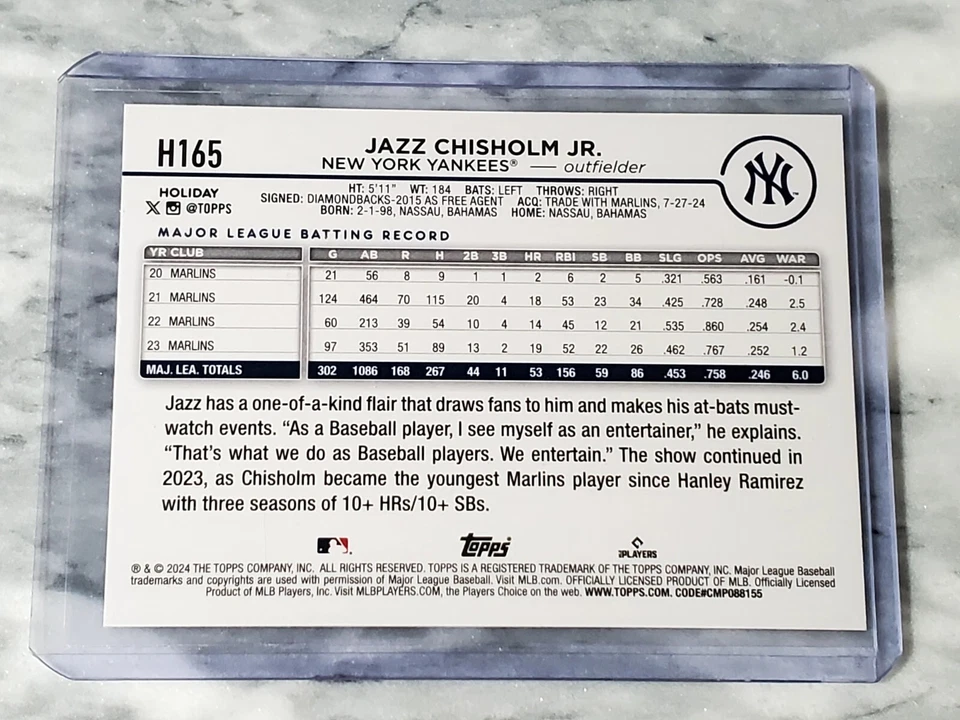 H165
JAZZ CHISHOLM JR.
NEW YORK YANKEES® — outfielder
NY
™
HOLIDAY
X @TOPPS
HT: 5'11" WT: 184 BATS: LEFT THROWS: RIGHT
SIGNED: DIAMONDBACKS-2015 AS FREE AGENT ACQ: TRADE WITH MARLINS, 7-27-24
BORN: 2-1-98, NASSAU, BAHAMAS HOME: NASSAU, BAHAMAS
MAJOR LEAGUE BATTING RECORD
YR CLUB G AB R H 2B 3B HR RBI SB BB SLG OPS AVG WAR
20 MARLINS 21 56 8 9 1 1 2 6 2 5 .321 .563 .161 -0.1
21 MARLINS 124 464 70 115 20 4 18 53 23 34 .425 .728 .248 2.5
22 MARLINS 60 213 39 54 10 4 14 45 12 21 .535 .860 .254 2.4
23 MARLINS 97 353 51 89 13 2 19 52 22 26 .462 .767 .252 1.2
MAJ. LEA. TOTALS 302 1086 168 267 44 11 53 156 59 86 .453 .758 .246 6.0
Jazz has a one-of-a-kind flair that draws fans to him and makes his at-bats must-
watch events. “As a Baseball player, I see myself as an entertainer,” he explains.
“That’s what we do as Baseball players. We entertain.” The show continued in
2023, as Chisholm became the youngest Marlins player since Hanley Ramirez
with three seasons of 10+ HRs/10+ SBs.
Topps
PLAYERS
® & © 2024 THE TOPPS COMPANY, INC. ALL RIGHTS RESERVED. TOPPS IS A REGISTERED TRADEMARK OF THE TOPPS COMPANY, INC. Major League Baseball
trademarks and copyrights are used with permission of Major League Baseball. Visit MLB.com. OFFICIALLY LICENSED PRODUCT OF MLB. Officially Licensed
Product of MLB Players, Inc. Visit MLBPLAYERS.COM, the Players Choice on the web. WWW.TOPPS.COM. CODE#CMP088155